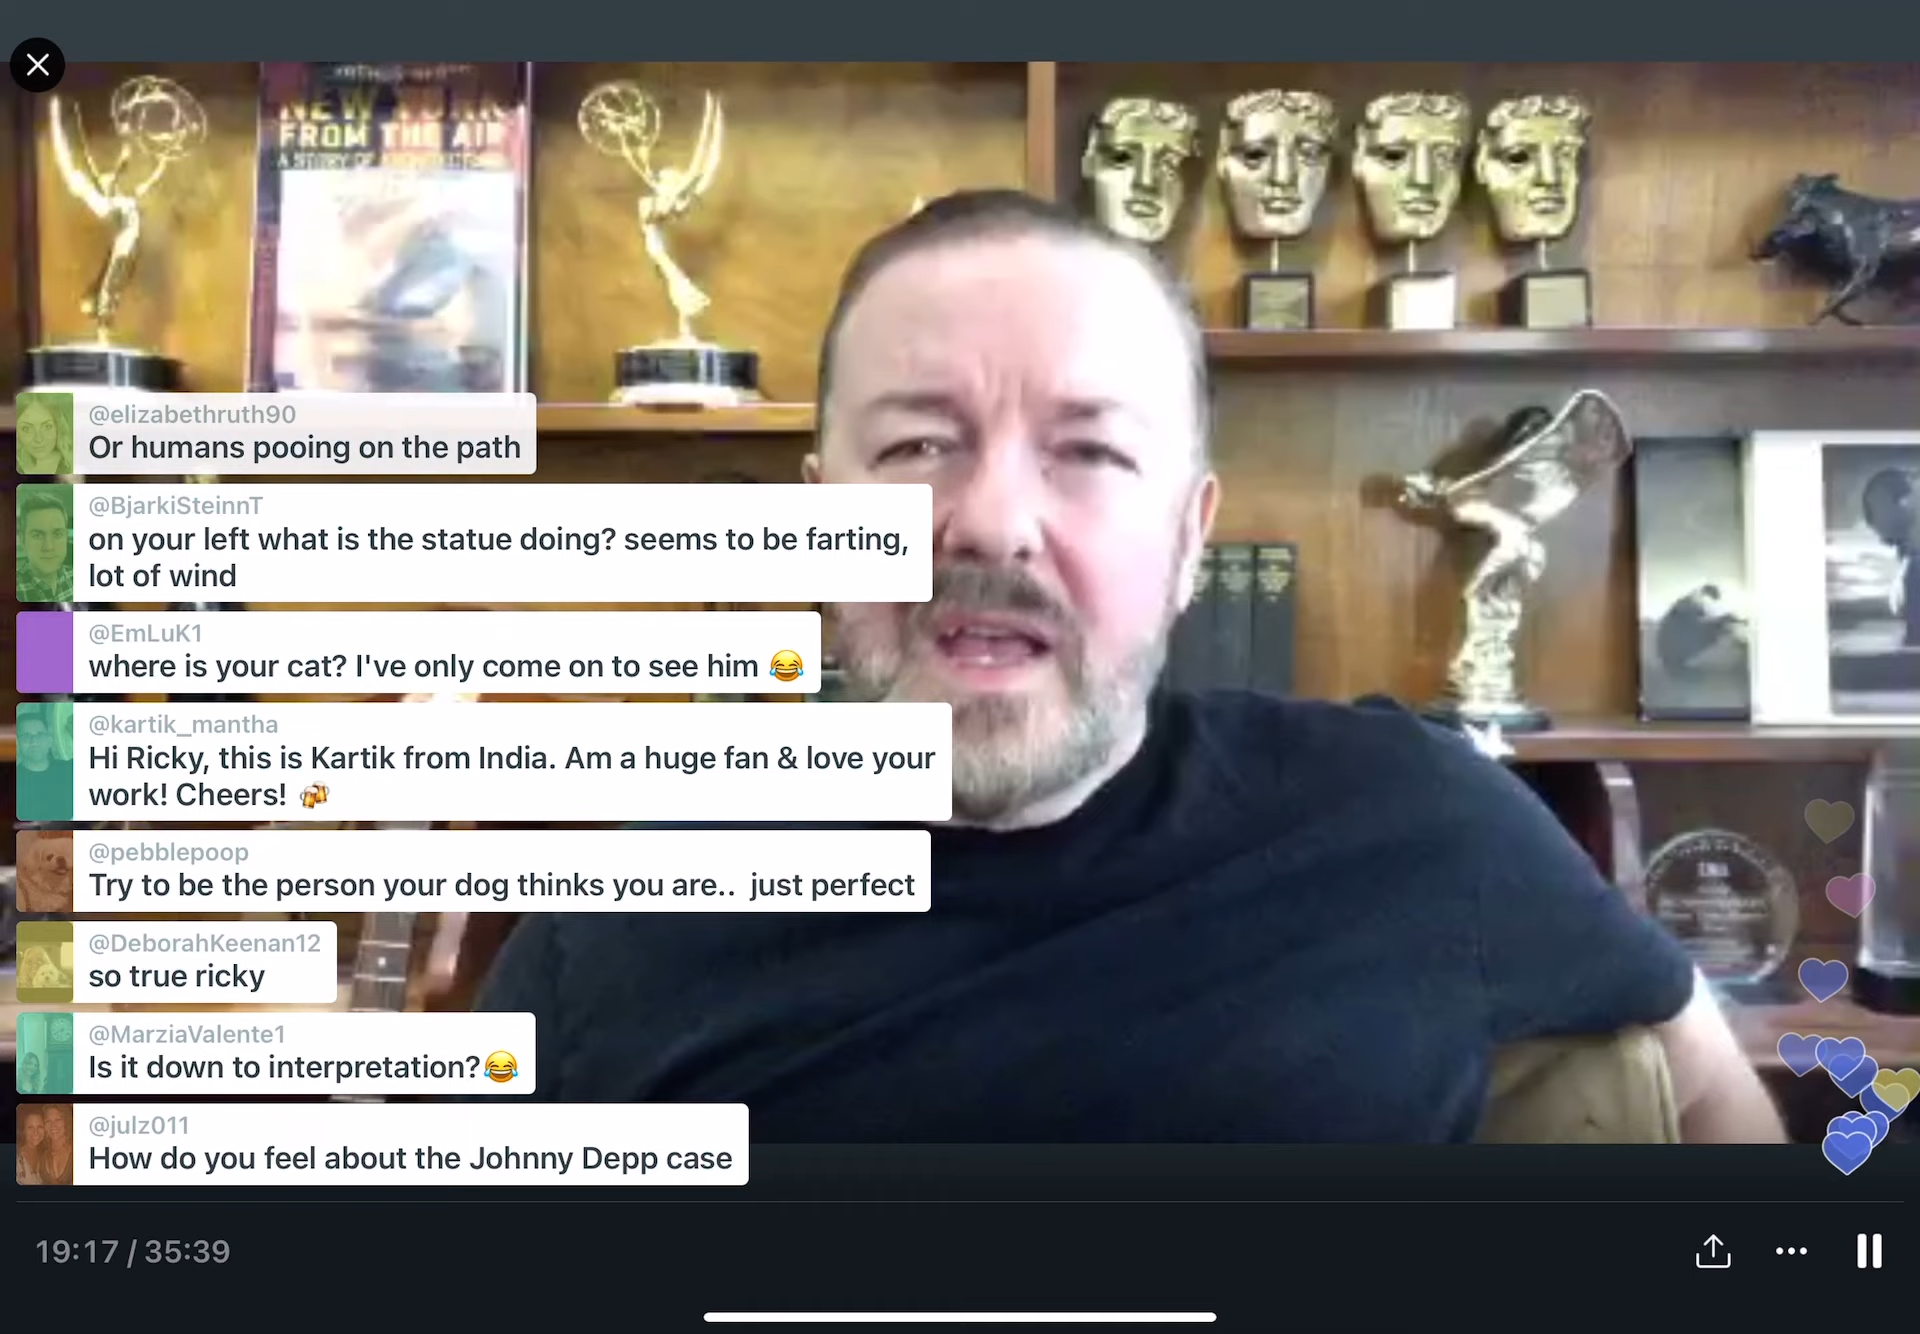 NEW YORK
FROM THE AIR
@elizabethruth90
Or humans pooing on the path
@BjarkiSteinnT
on your left what is the statue doing? seems to be farting,
lot of wind
@EmLuK1
where is your cat? I've only come on to see him 😂
@kartik_mantha
Hi Ricky, this is Kartik from India. Am a huge fan & love your
work! Cheers! 🍻
@pebblepoop
Try to be the person your dog thinks you are..  just perfect
@DeborahKeenan12
so true ricky
@MarziaValente1
Is it down to interpretation?😂
@julz011
How do you feel about the Johnny Depp case
19:17 / 35:39